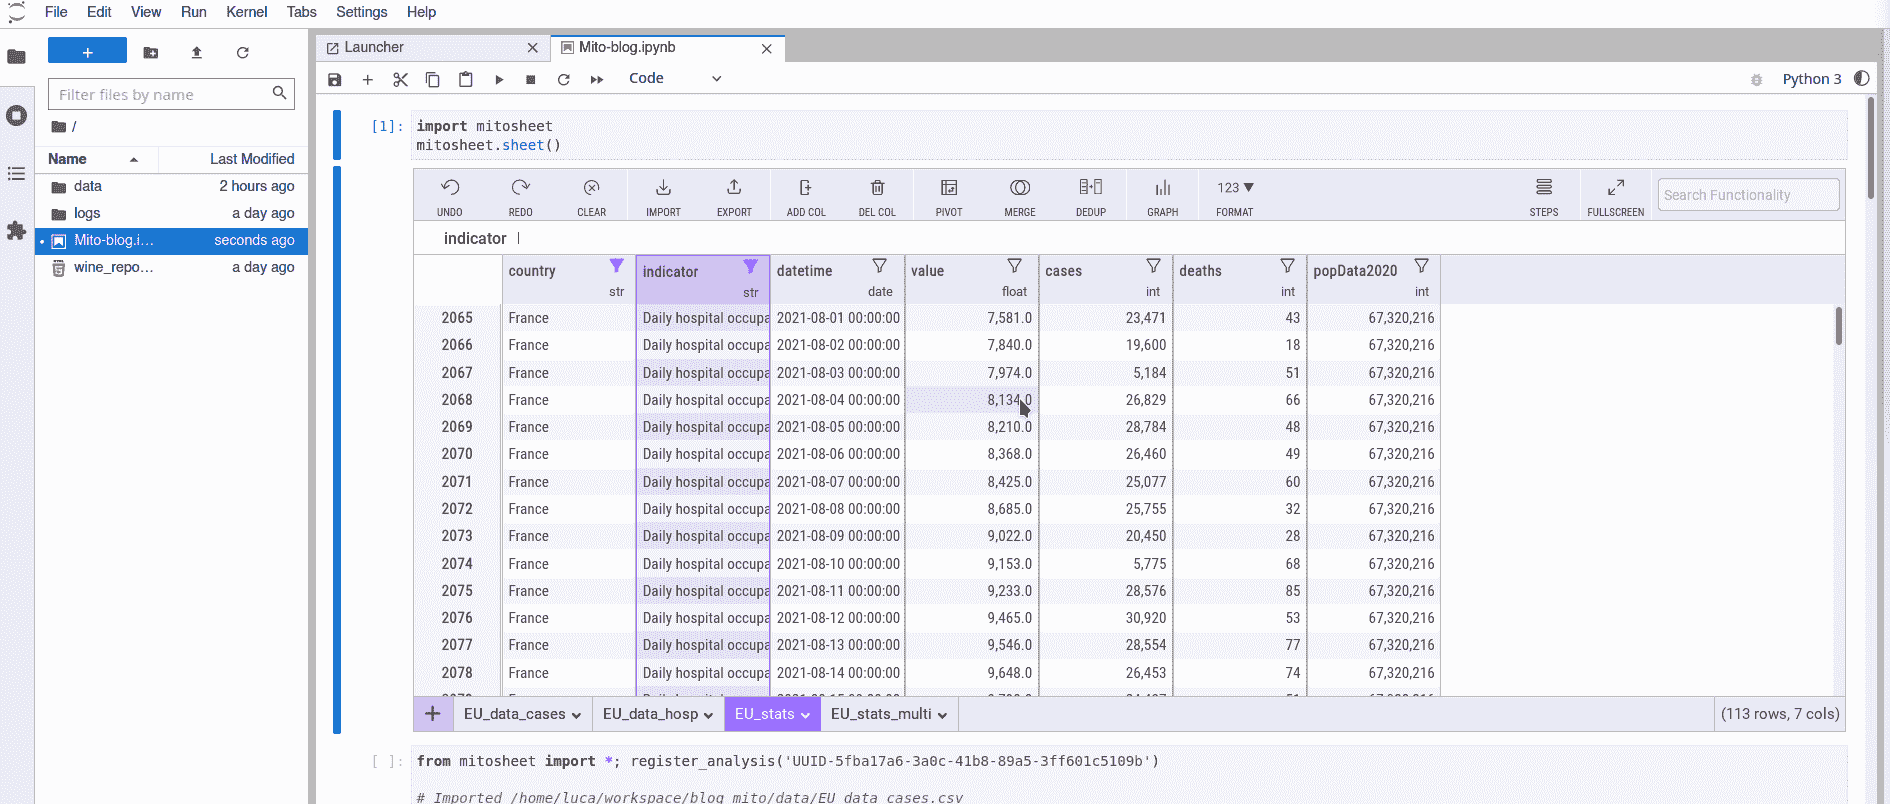 File Edit View Run Kernel Tabs Settings Help
+
Filter files by name
/
Name Last Modified
data 2 hours ago
logs a day ago
Mito-blog.i… seconds ago
wine_repo… a day ago
Launcher Mito-blog.ipynb
Code Python 3
[1]: import mitosheet
mitosheet.sheet()
UNDO REDO CLEAR IMPORT EXPORT ADD COL DEL COL PIVOT MERGE DEDUP GRAPH 123 FORMAT STEPS FULLSCREEN Search Functionality
indicator
country indicator datetime value cases deaths popData2020
str str date float int int int
2065 France Daily hospital occupa 2021-08-01 00:00:00 7,581.0 23,471 43 67,320,216
2066 France Daily hospital occupa 2021-08-02 00:00:00 7,840.0 19,600 18 67,320,216
2067 France Daily hospital occupa 2021-08-03 00:00:00 7,974.0 5,184 51 67,320,216
2068 France Daily hospital occupa 2021-08-04 00:00:00 8,134.0 26,829 66 67,320,216
2069 France Daily hospital occupa 2021-08-05 00:00:00 8,210.0 28,784 48 67,320,216
2070 France Daily hospital occupa 2021-08-06 00:00:00 8,368.0 26,460 49 67,320,216
2071 France Daily hospital occupa 2021-08-07 00:00:00 8,425.0 25,077 60 67,320,216
2072 France Daily hospital occupa 2021-08-08 00:00:00 8,685.0 25,755 32 67,320,216
2073 France Daily hospital occupa 2021-08-09 00:00:00 9,022.0 20,450 28 67,320,216
2074 France Daily hospital occupa 2021-08-10 00:00:00 9,153.0 5,775 68 67,320,216
2075 France Daily hospital occupa 2021-08-11 00:00:00 9,233.0 28,576 85 67,320,216
2076 France Daily hospital occupa 2021-08-12 00:00:00 9,465.0 30,920 53 67,320,216
2077 France Daily hospital occupa 2021-08-13 00:00:00 9,546.0 28,554 77 67,320,216
2078 France Daily hospital occupa 2021-08-14 00:00:00 9,648.0 26,453 74 67,320,216
+ EU_data_cases EU_data_hosp EU_stats EU_stats_multi (113 rows, 7 cols)
[ ]: from mitosheet import *; register_analysis('UUID-5fba17a6-3a0c-41b8-89a5-3ff601c5109b')
# Imported /home/luca/workspace/blog_mito/data/EU_data_cases.csv